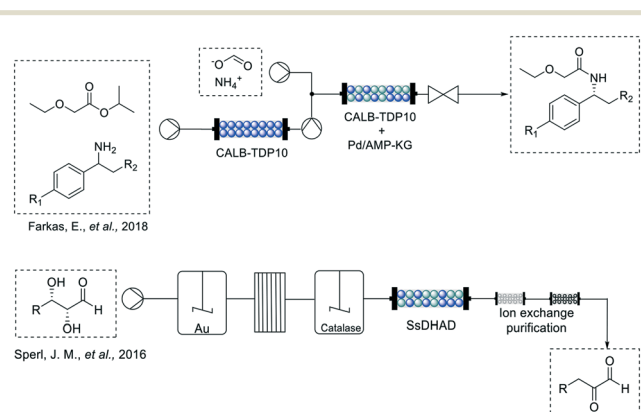 O
⁻O O
NH₄⁺
O
O
O
NH₂
R₂
R₁
CALB-TDP10
CALB-TDP10
+
Pd/AMP-KG
O
O
NH
R₂
R₁
Farkas, E., et al., 2018
OH O
R H
OH
Au
Catalase
SsDHAD
Ion exchange
purification
Sperl, J. M., et al., 2016
O
R H
O